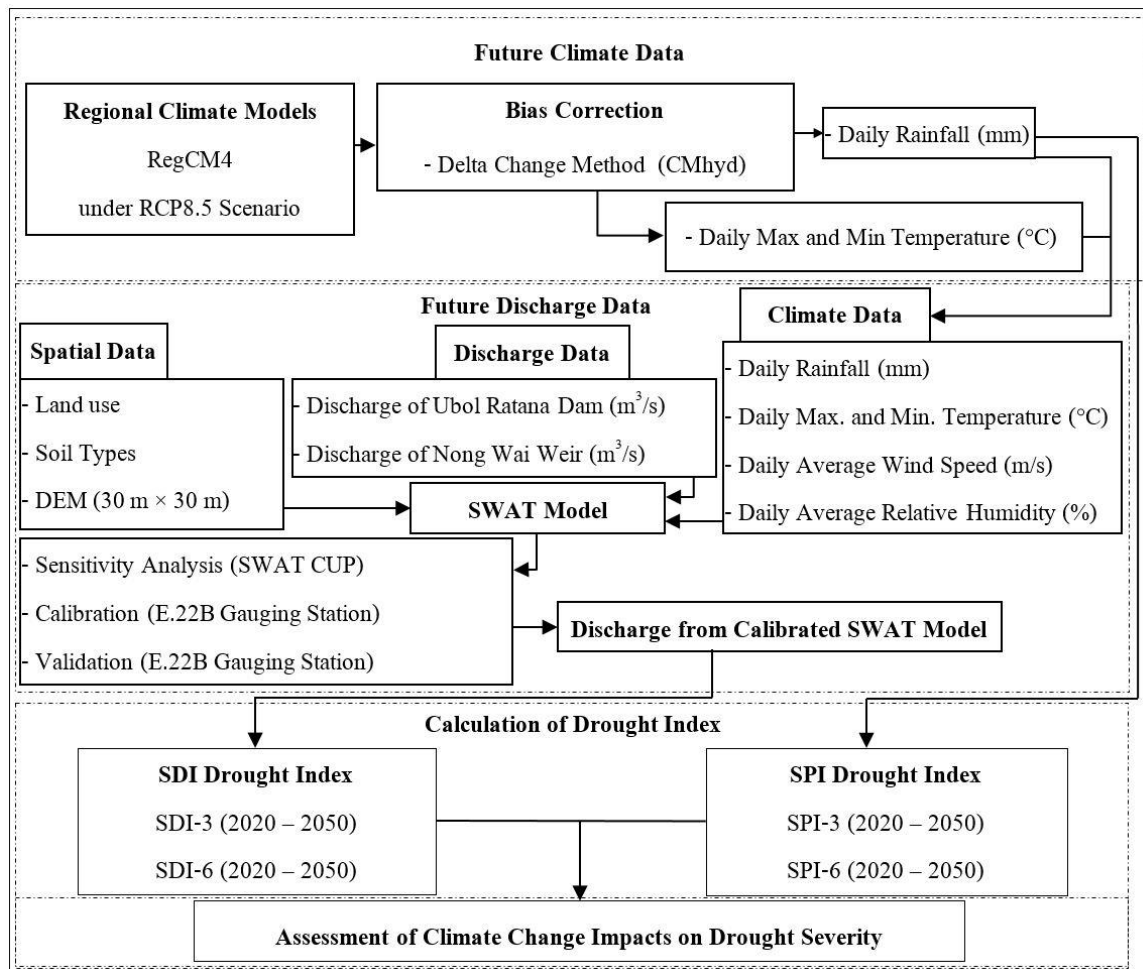 Future Climate Data
Regional Climate Models
RegCM4
under RCP8.5 Scenario
Bias Correction
- Delta Change Method (CMhyd)
- Daily Rainfall (mm)
- Daily Max and Min Temperature (°C)
Future Discharge Data
Spatial Data
- Land use
- Soil Types
- DEM (30 m × 30 m)
Discharge Data
- Discharge of Ubol Ratana Dam (m³/s)
- Discharge of Nong Wai Weir (m³/s)
Climate Data
- Daily Rainfall (mm)
- Daily Max. and Min. Temperature (°C)
- Daily Average Wind Speed (m/s)
- Daily Average Relative Humidity (%)
SWAT Model
- Sensitivity Analysis (SWAT CUP)
- Calibration (E.22B Gauging Station)
- Validation (E.22B Gauging Station)
Discharge from Calibrated SWAT Model
Calculation of Drought Index
SDI Drought Index
SDI-3 (2020 – 2050)
SDI-6 (2020 – 2050)
SPI Drought Index
SPI-3 (2020 – 2050)
SPI-6 (2020 – 2050)
Assessment of Climate Change Impacts on Drought Severity